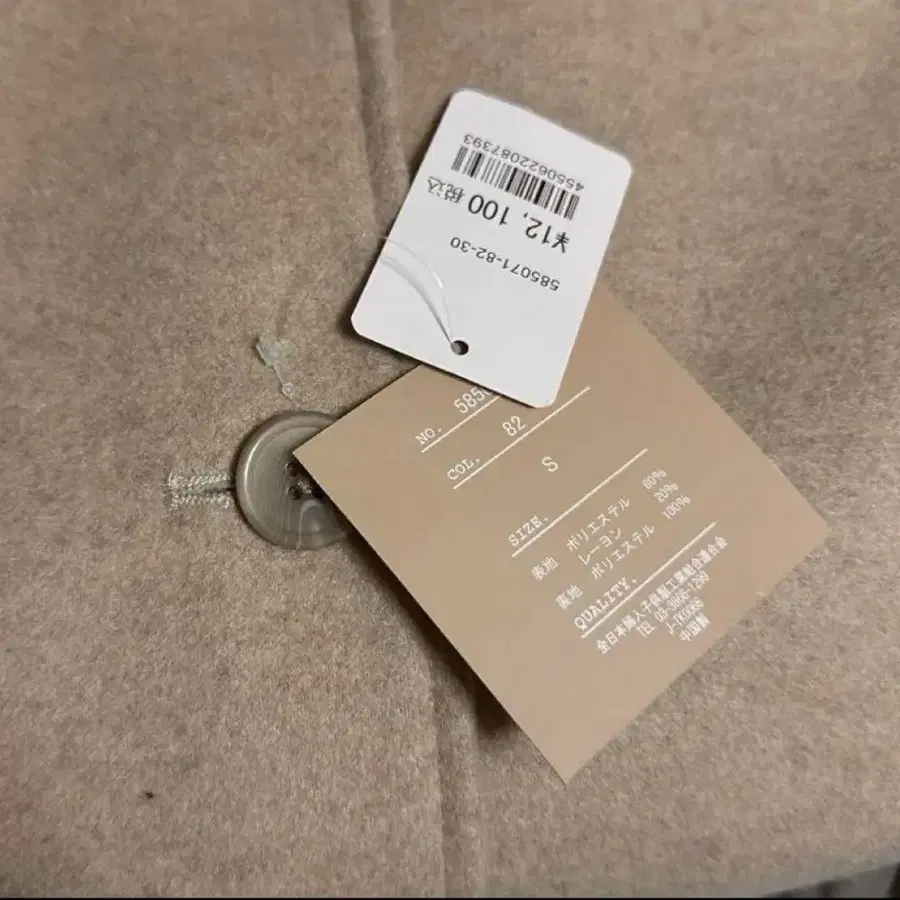 585071-82-30
¥12,100 税込
4550622087393
NO. 585
COL. 82
SIZE. S
表地 ポリエステル 80%
レーヨン 20%
裏地 ポリエステル 100%
QUALITY.
全日本婦人子供服工業組合連合会
TEL 03-3856-1290
中国製